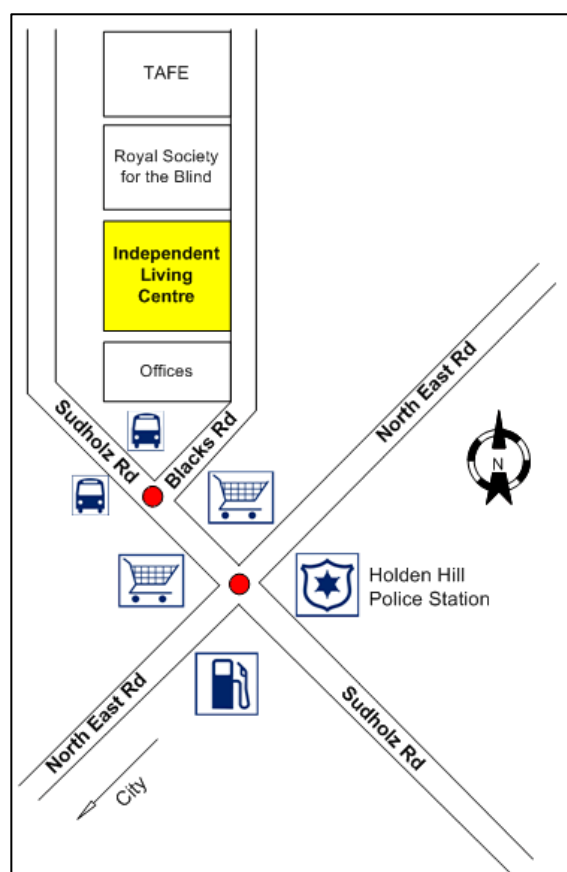 TAFE
Royal Society
for the Blind
Independent
Living
Centre
Offices
Sudholz Rd
Blacks Rd
North East Rd
N
Holden Hill
Police Station
North East Rd
Sudholz Rd
City